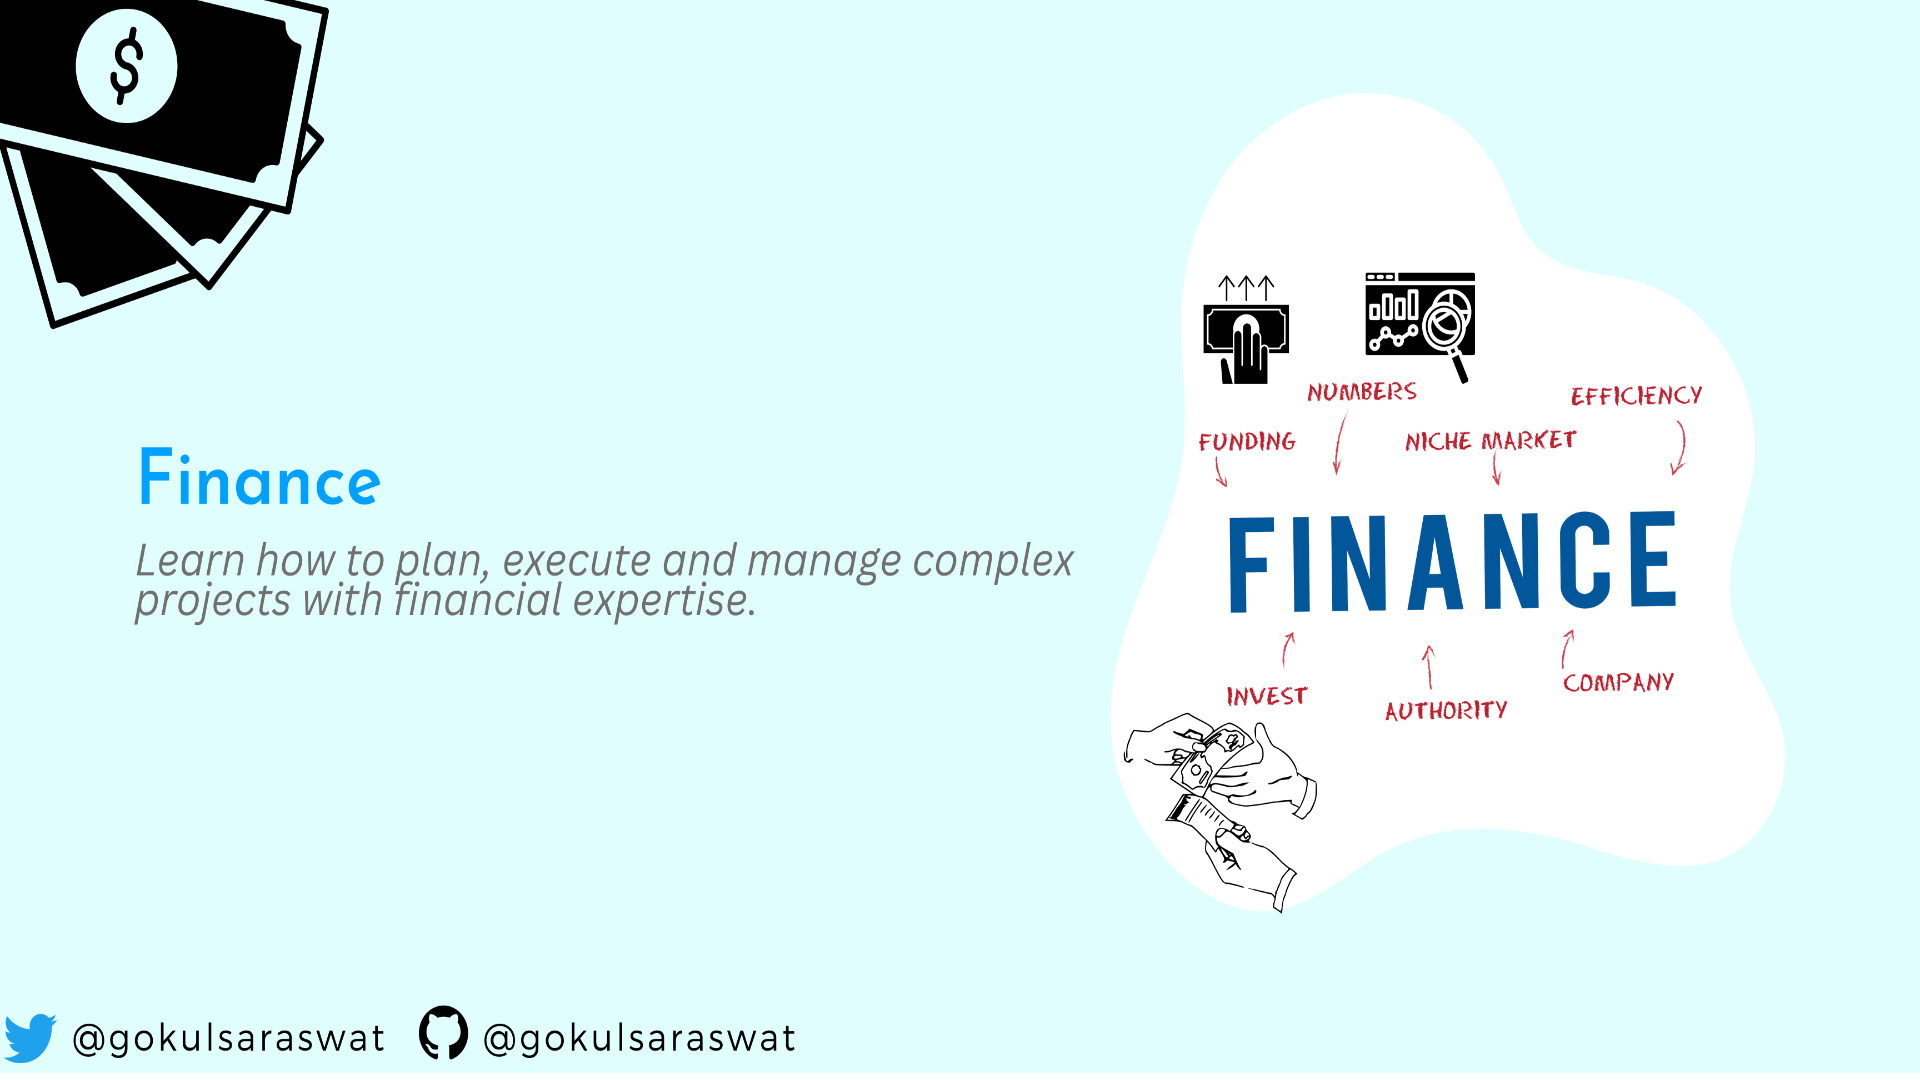 Finance
Learn how to plan, execute and manage complex
projects with financial expertise.
NUMBERS
EFFICIENCY
FUNDING
NICHE MARKET
FINANCE
INVEST
AUTHORITY
COMPANY
@gokulsaraswat
@gokulsaraswat